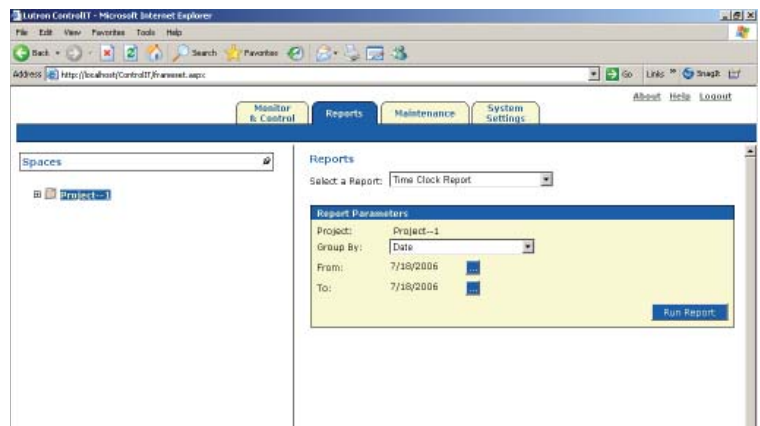 Lutron ControlIT - Microsoft Internet Explorer
File Edit View Favorites Tools Help
Back Search Favorites
Address http://localhost/ControlIT/frameset.aspx Go Links » SnagIt
About Help Logout
Monitor & Control Reports Maintenance System Settings
Spaces
Project--1
Reports
Select a Report: Time Clock Report
Report Parameters
Project: Project--1
Group By: Date
From: 7/18/2006 ...
To: 7/18/2006 ...
Run Report